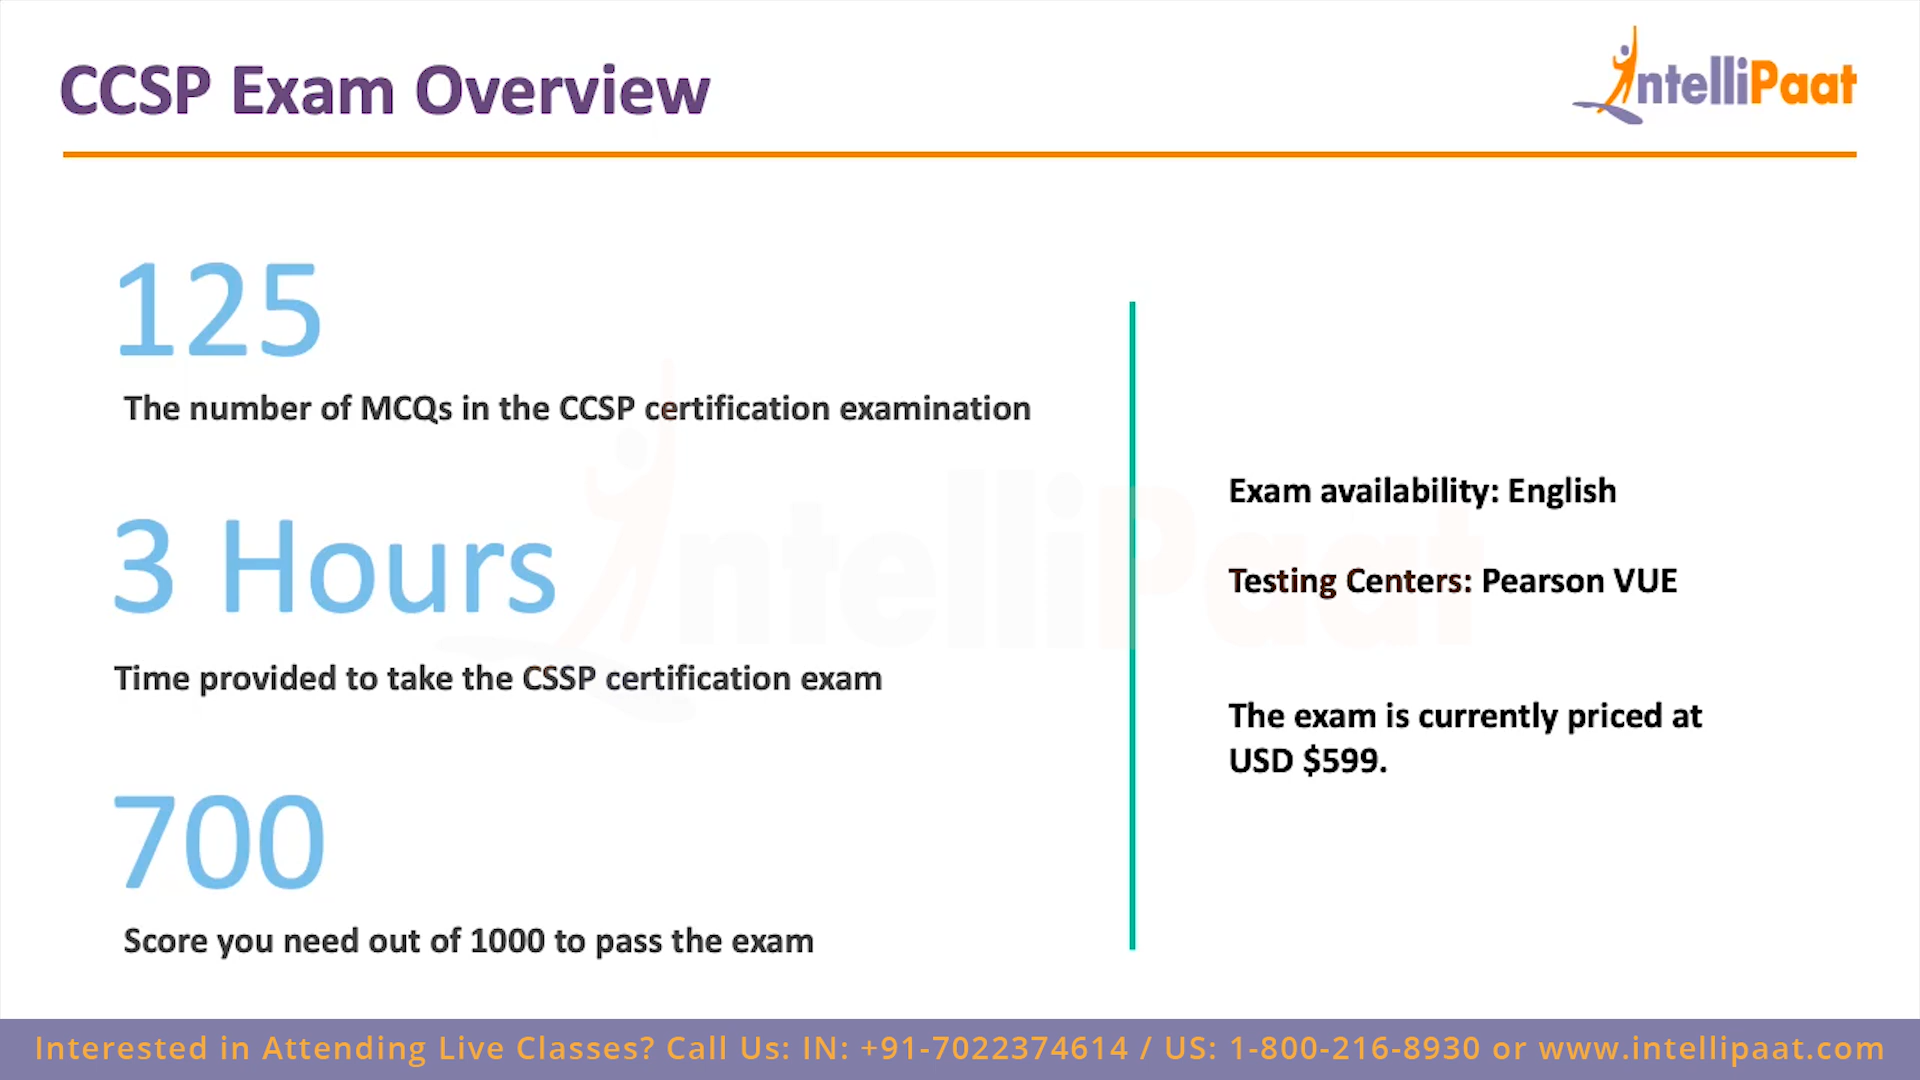 CCSP Exam Overview
IntelliPaat
125
The number of MCQs in the CCSP certification examination
3 Hours
Time provided to take the CSSP certification exam
700
Score you need out of 1000 to pass the exam
Exam availability: English
Testing Centers: Pearson VUE
The exam is currently priced at
USD $599.
IntelliPaat
Interested in Attending Live Classes? Call Us: IN: +91-7022374614 / US: 1-800-216-8930 or www.intellipaat.com